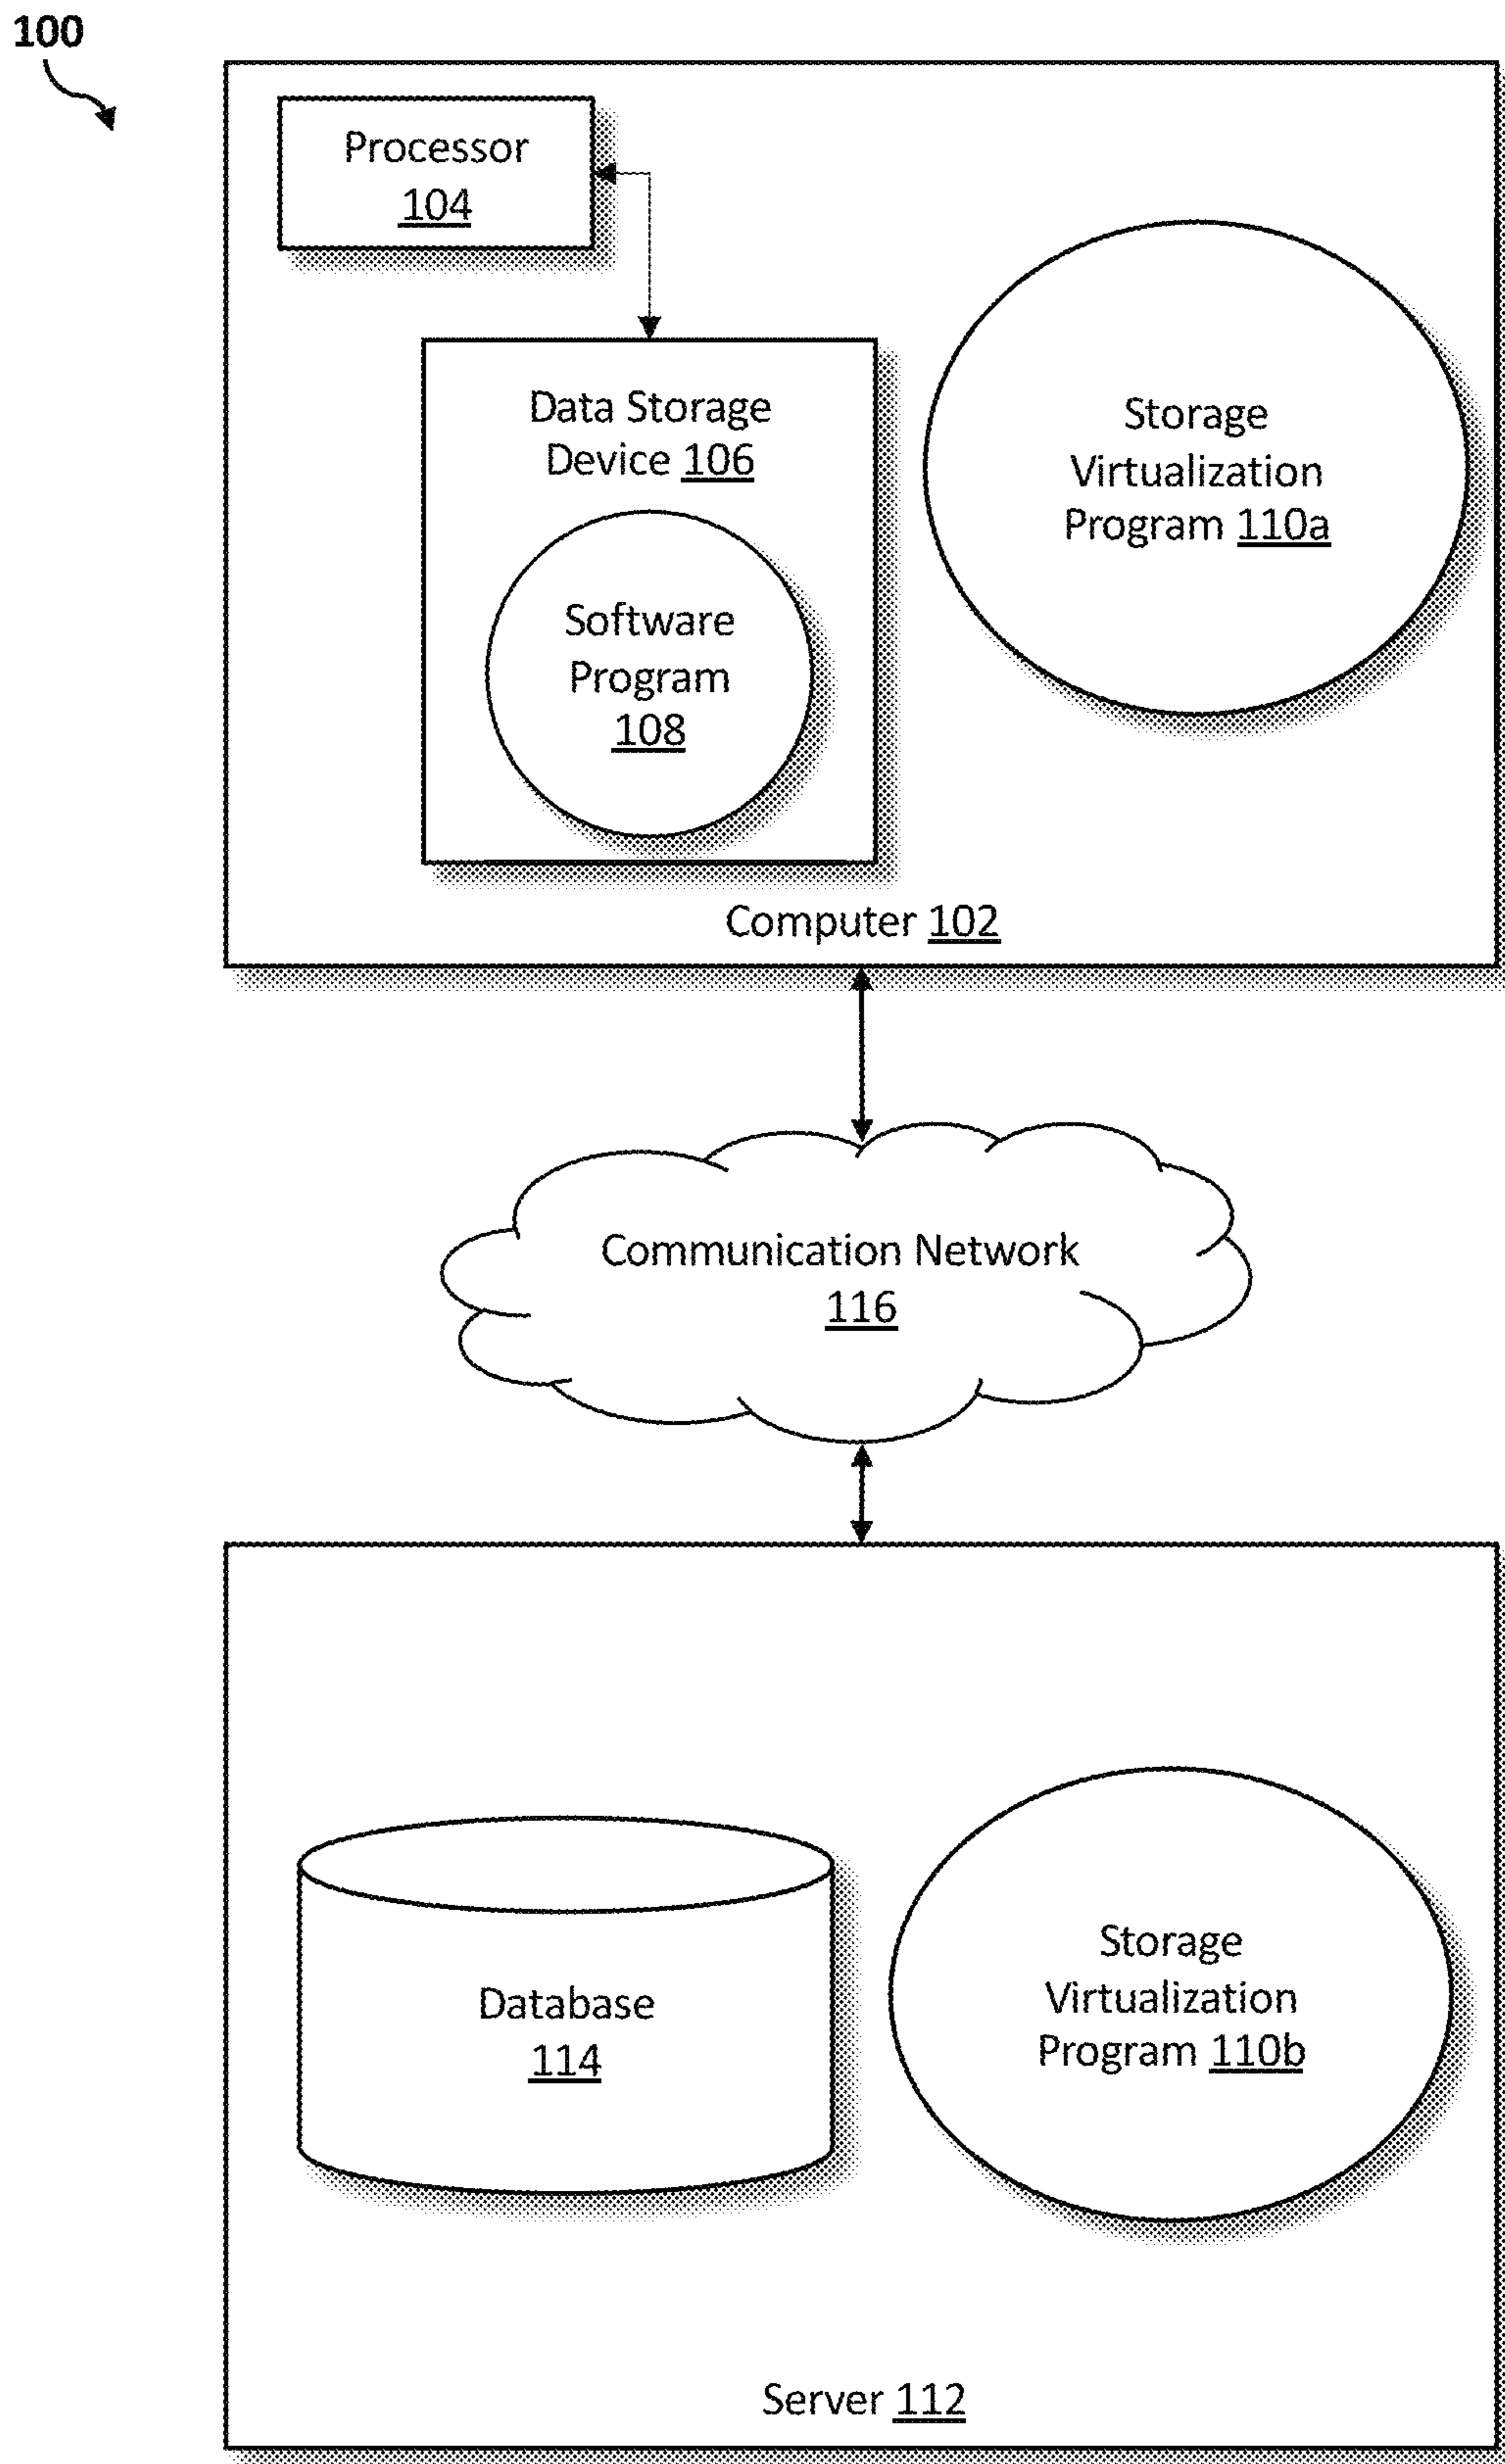 100
Processor
104
Data Storage
Device 106
Software
Program
108
Storage
Virtualization
Program 110a
Computer 102
Communication Network
116
Database
114
Storage
Virtualization
Program 110b
Server 112